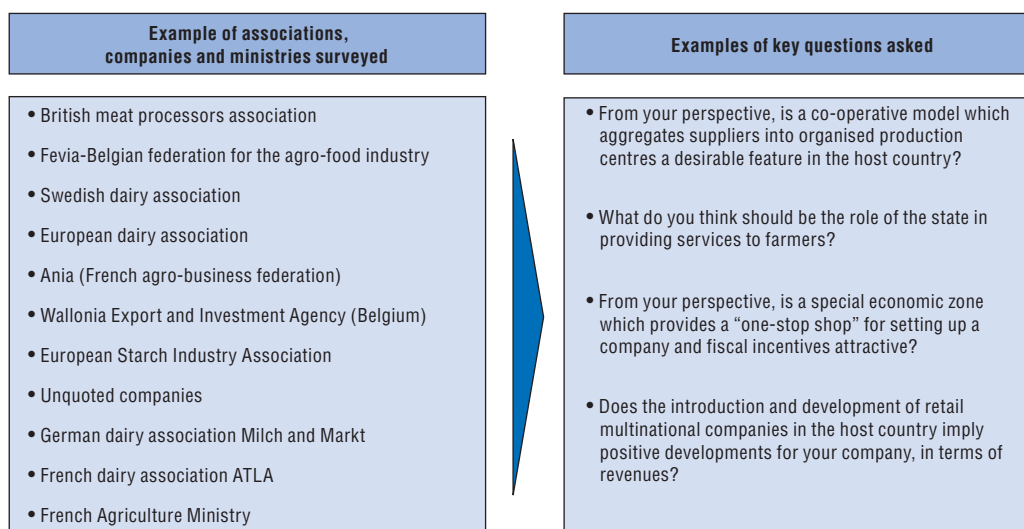 Example of associations,
companies and ministries surveyed
• British meat processors association
• Fevia-Belgian federation for the agro-food industry
• Swedish dairy association
• European dairy association
• Ania (French agro-business federation)
• Wallonia Export and Investment Agency (Belgium)
• European Starch Industry Association
• Unquoted companies
• German dairy association Milch and Markt
• French dairy association ATLA
• French Agriculture Ministry
Examples of key questions asked
• From your perspective, is a co-operative model which
aggregates suppliers into organised production
centres a desirable feature in the host country?
• What do you think should be the role of the state in
providing services to farmers?
• From your perspective, is a special economic zone
which provides a “one-stop shop” for setting up a
company and fiscal incentives attractive?
• Does the introduction and development of retail
multinational companies in the host country imply
positive developments for your company, in terms of
revenues?